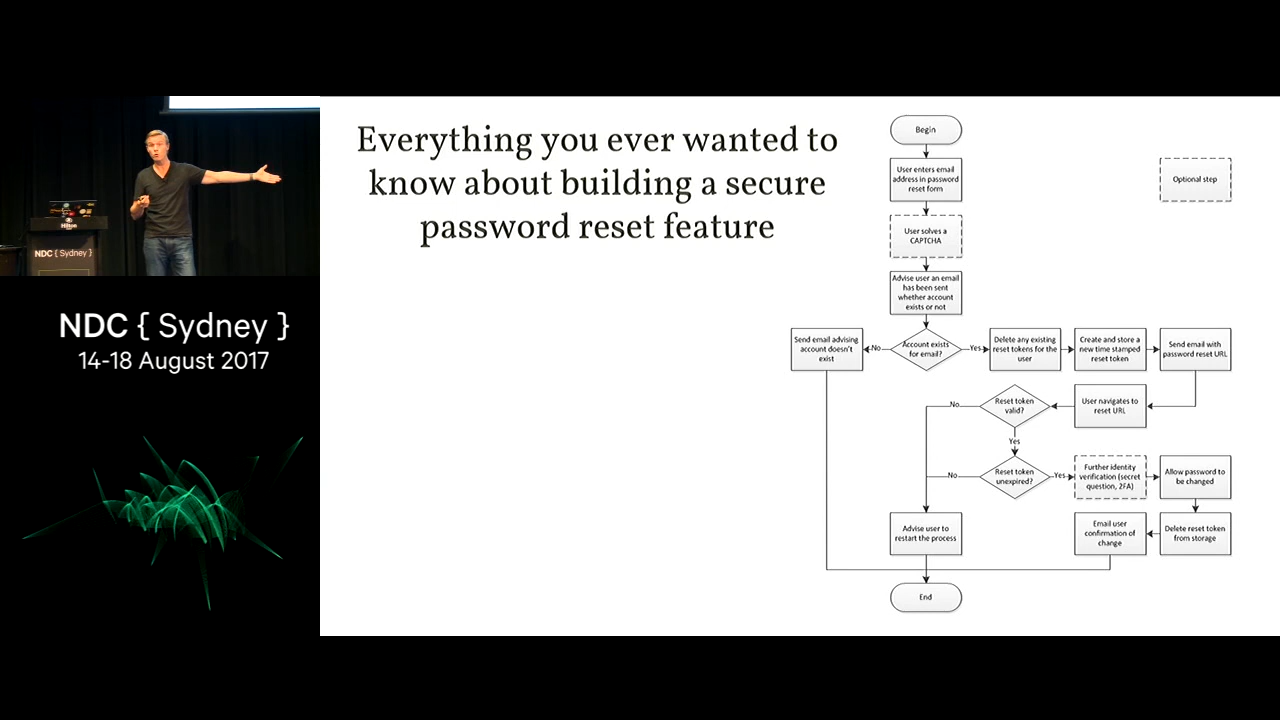 Everything you ever wanted to
know about building a secure
password reset feature
Begin
User enters email
address in password
reset form
Optional step
User solves a
CAPTCHA
Advise user an email
has been sent
whether account
exists or not
Send email advising
account doesn't
exist
No
Account exists
for email?
Yes
Delete any existing
reset tokens for the
user
Create and store a
new time stamped
reset token
Send email with
password reset URL
No
Reset token
valid?
User navigates to
reset URL
Yes
No
Reset token
unexpired?
Yes
Further identity
verification (secret
question, 2FA)
Allow password to
be changed
Advise user to
restart the process
Email user
confirmation of
change
Delete reset token
from storage
End
Hilton
NDC { Sydney }
NDC { Sydney }
14-18 August 2017